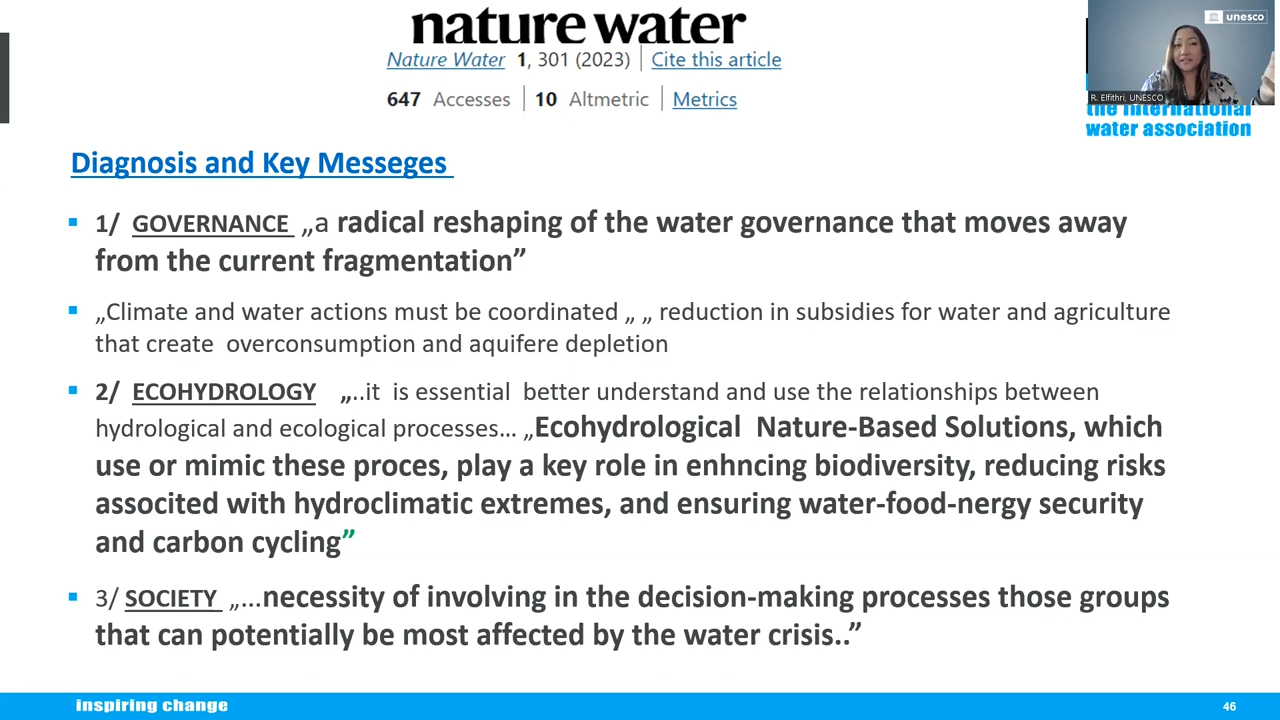 nature water
Nature Water 1, 301 (2023) | Cite this article
647 Accesses | 10 Altmetric | Metrics
unesco
R. Elfithri, UNESCO
the international
water association
Diagnosis and Key Messeges
▪ 1/ GOVERNANCE „a radical reshaping of the water governance that moves away
from the current fragmentation”
▪ „Climate and water actions must be coordinated „ „ reduction in subsidies for water and agriculture
that create overconsumption and aquifere depletion
▪ 2/ ECOHYDROLOGY „..it is essential better understand and use the relationships between
hydrological and ecological processes… „Ecohydrological Nature-Based Solutions, which
use or mimic these proces, play a key role in enhncing biodiversity, reducing risks
associted with hydroclimatic extremes, and ensuring water-food-nergy security
and carbon cycling”
▪ 3/ SOCIETY „...necessity of involving in the decision-making processes those groups
that can potentially be most affected by the water crisis..”
inspiring change
46